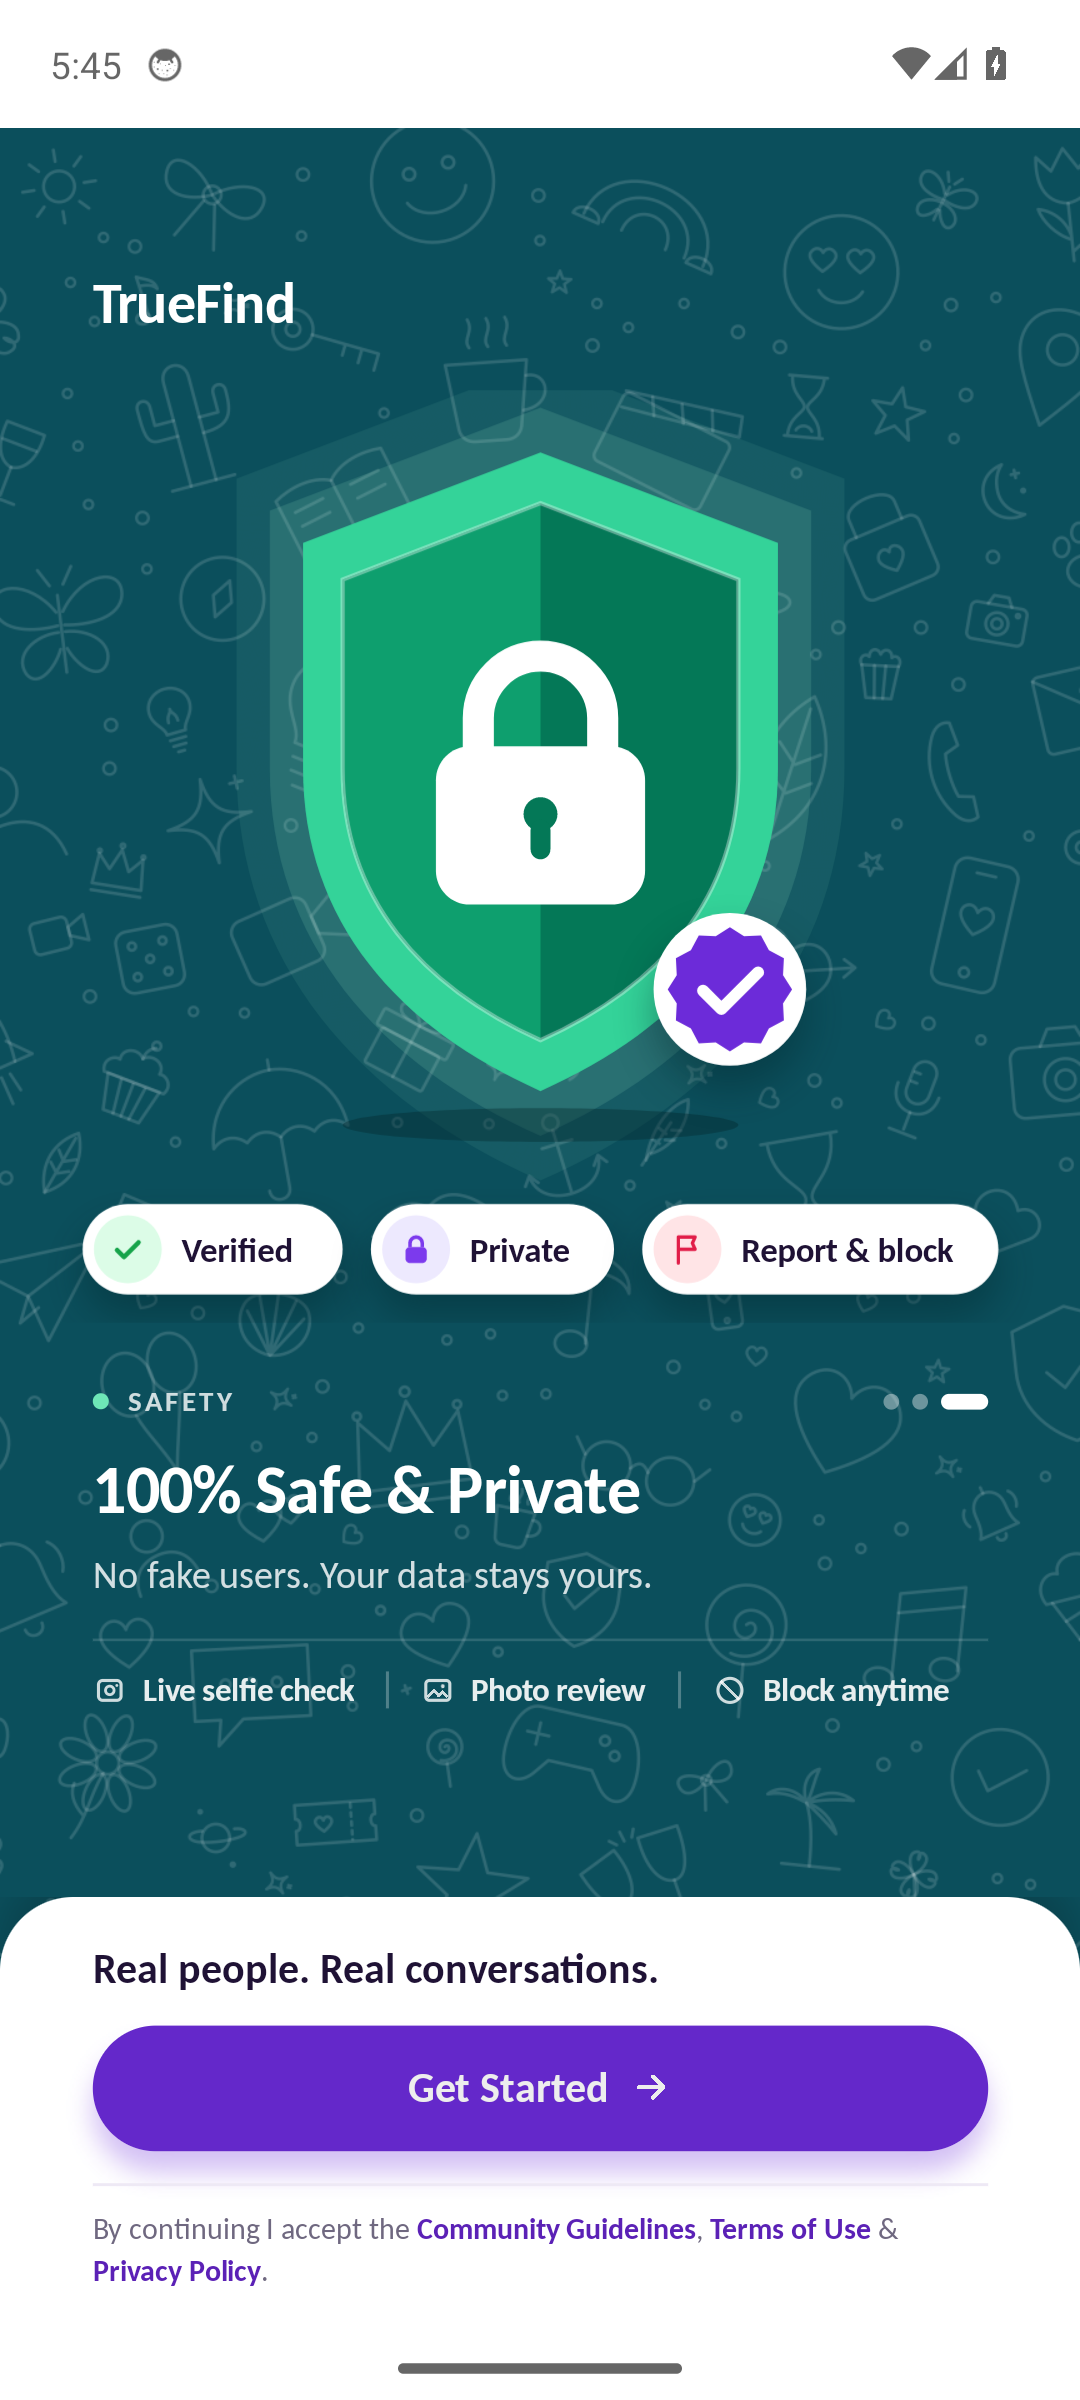 5:45
TrueFind
Verified
Private
Report & block
SAFETY
100% Safe & Private
No fake users. Your data stays yours.
Live selfie check
Photo review
Block anytime
Real people. Real conversations.
Get Started
By continuing I accept the Community Guidelines, Terms of Use &
Privacy Policy.